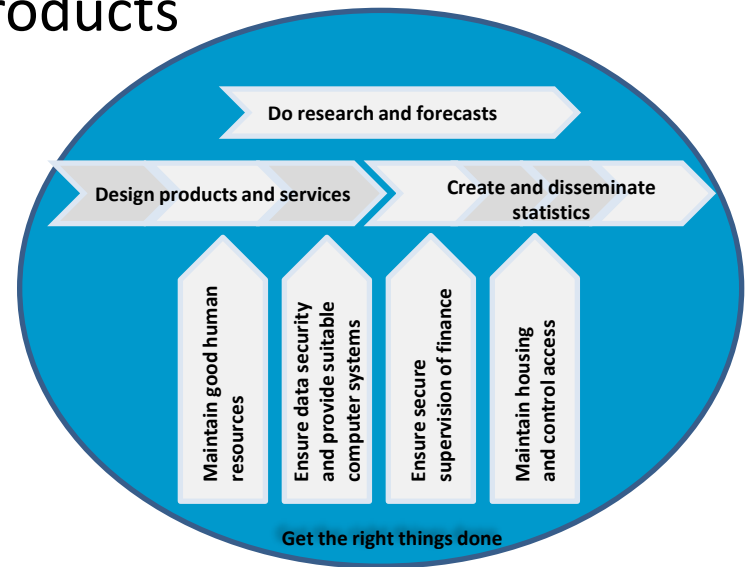 roducts
Do research and forecasts
Design products and services
Create and disseminate
statistics
Maintain good human
resources
Ensure data security
and provide suitable
computer systems
Ensure secure
supervision of finance
Maintain housing
and control access
Get the right things done